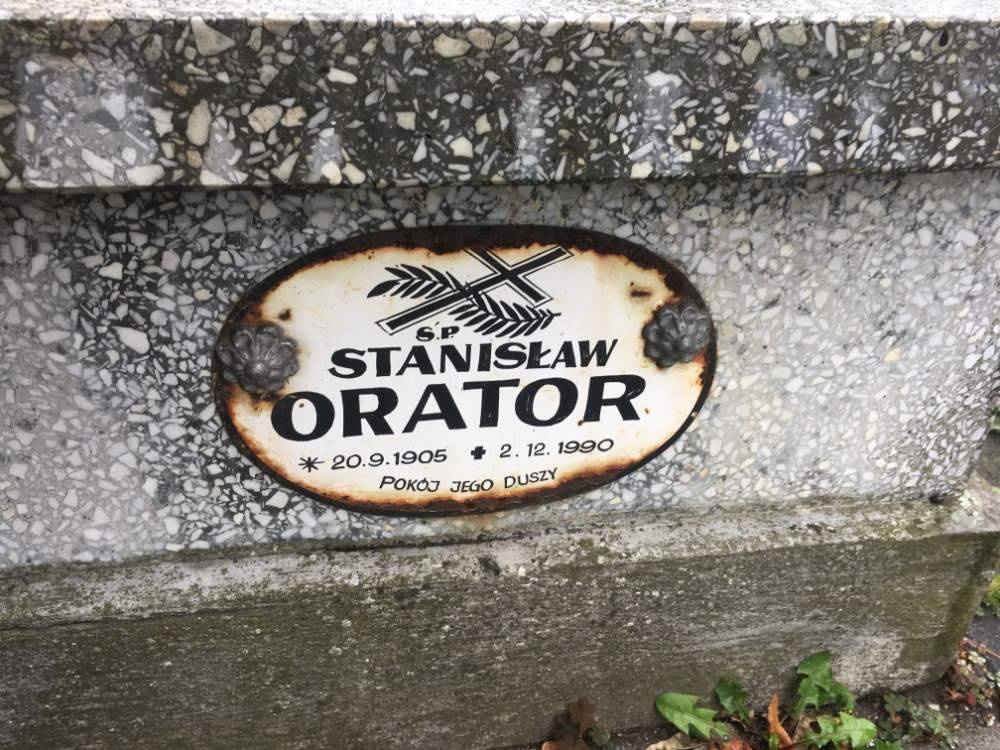 Ś.P.
STANISŁAW
ORATOR
* 20.9.1905 ✝ 2.12.1990
POKÓJ JEGO DUSZY